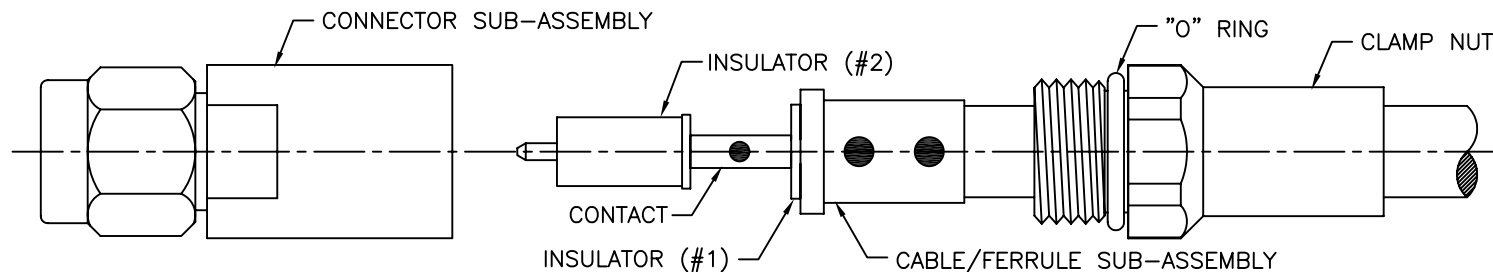 CONNECTOR SUB-ASSEMBLY
"O" RING
CLAMP NUT
INSULATOR (#2)
CONTACT
INSULATOR (#1)
CABLE/FERRULE SUB-ASSEMBLY